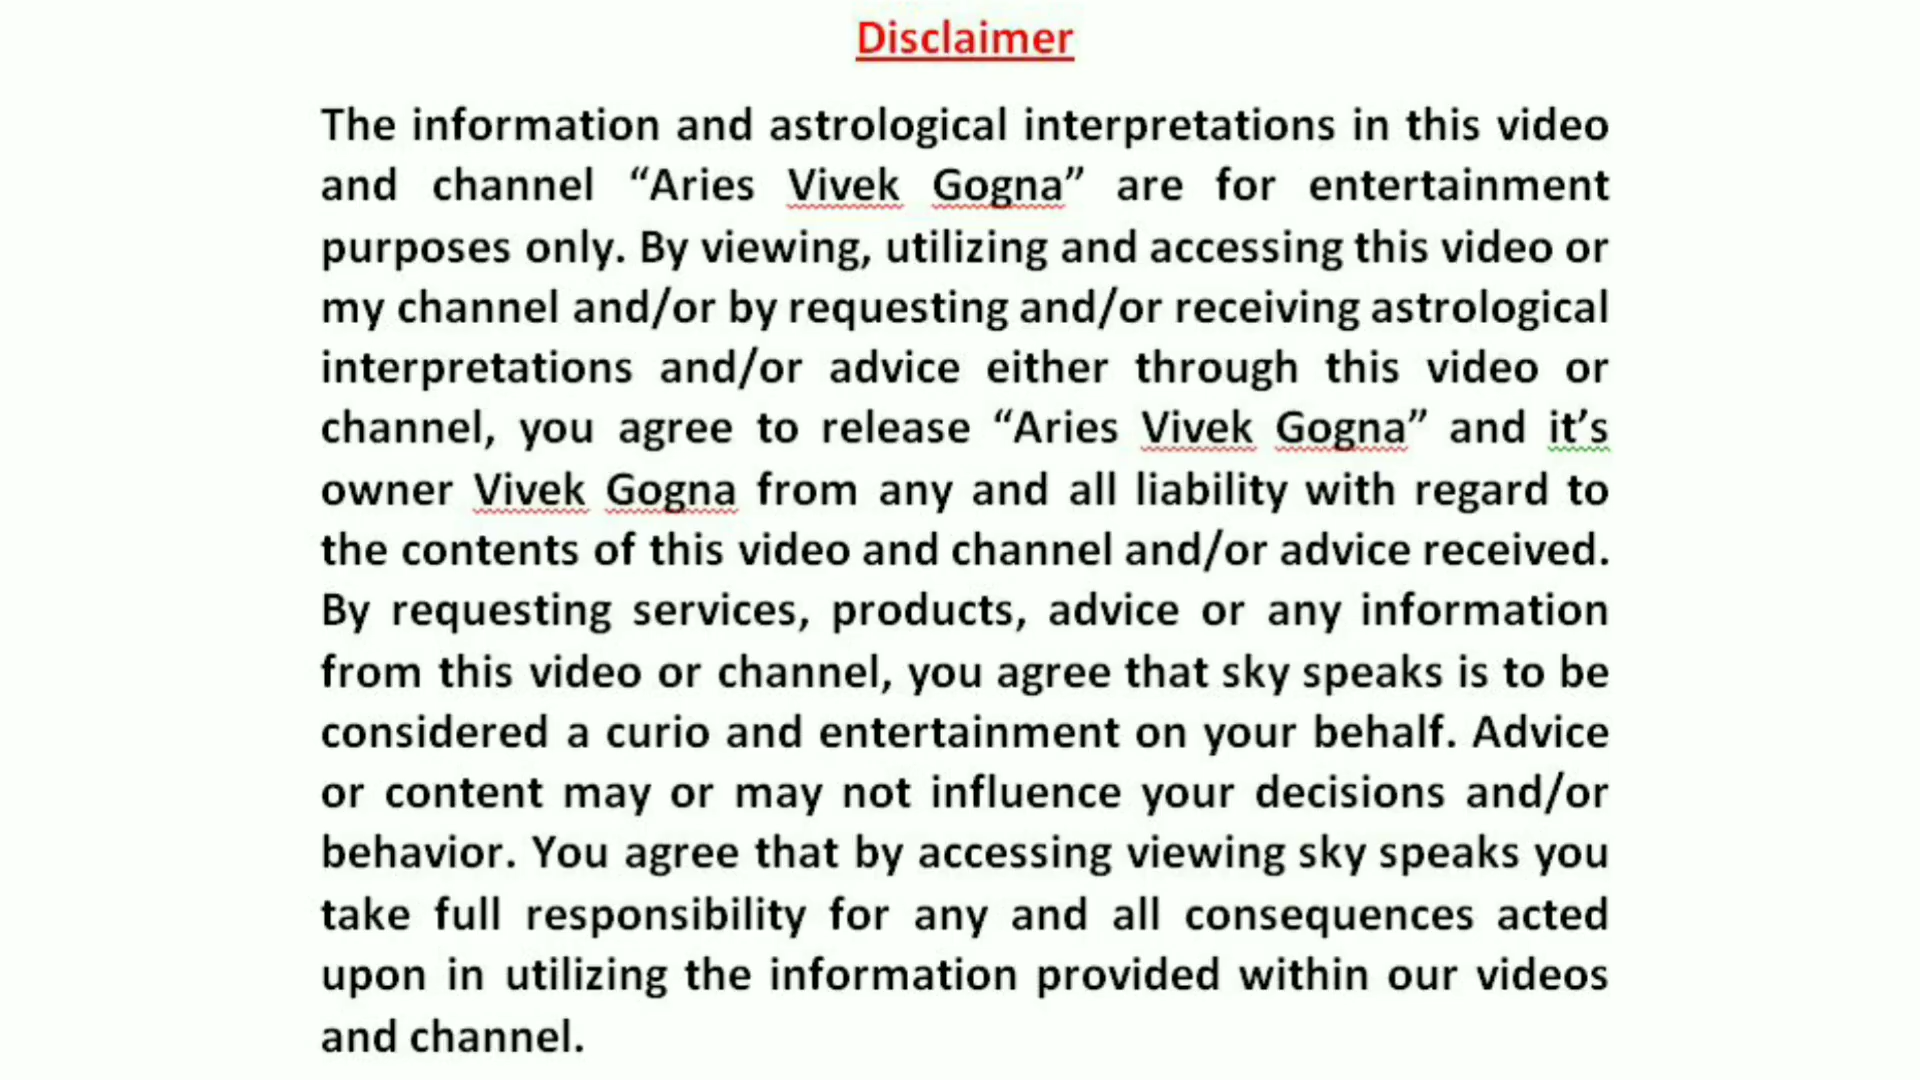 Disclaimer
The information and astrological interpretations in this video
and channel “Aries Vivek Gogna” are for entertainment
purposes only. By viewing, utilizing and accessing this video or
my channel and/or by requesting and/or receiving astrological
interpretations and/or advice either through this video or
channel, you agree to release “Aries Vivek Gogna” and it’s
owner Vivek Gogna from any and all liability with regard to
the contents of this video and channel and/or advice received.
By requesting services, products, advice or any information
from this video or channel, you agree that sky speaks is to be
considered a curio and entertainment on your behalf. Advice
or content may or may not influence your decisions and/or
behavior. You agree that by accessing viewing sky speaks you
take full responsibility for any and all consequences acted
upon in utilizing the information provided within our videos
and channel.